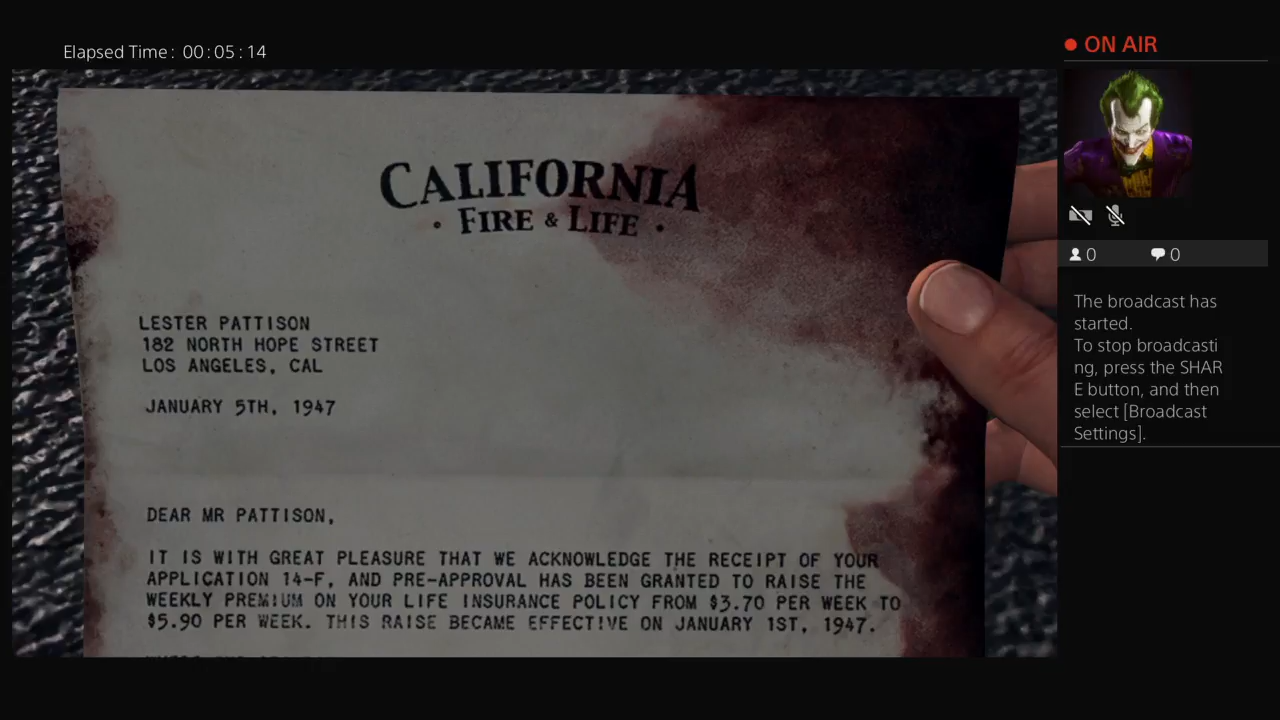 Elapsed Time: 00:05:14
ON AIR
CALIFORNIA
• FIRE & LIFE •
LESTER PATTISON
182 NORTH HOPE STREET
LOS ANGELES, CAL
JANUARY 5TH, 1947
DEAR MR PATTISON,
IT IS WITH GREAT PLEASURE THAT WE ACKNOWLEDGE THE RECEIPT OF YOUR
APPLICATION 14-F, AND PRE-APPROVAL HAS BEEN GRANTED TO RAISE THE
WEEKLY PREMIUM ON YOUR LIFE INSURANCE POLICY FROM $3.70 PER WEEK TO
$5.90 PER WEEK. THIS RAISE BECAME EFFECTIVE ON JANUARY 1ST, 1947.
0 0
The broadcast has
started.
To stop broadcasti
ng, press the SHAR
E button, and then
select [Broadcast
Settings].